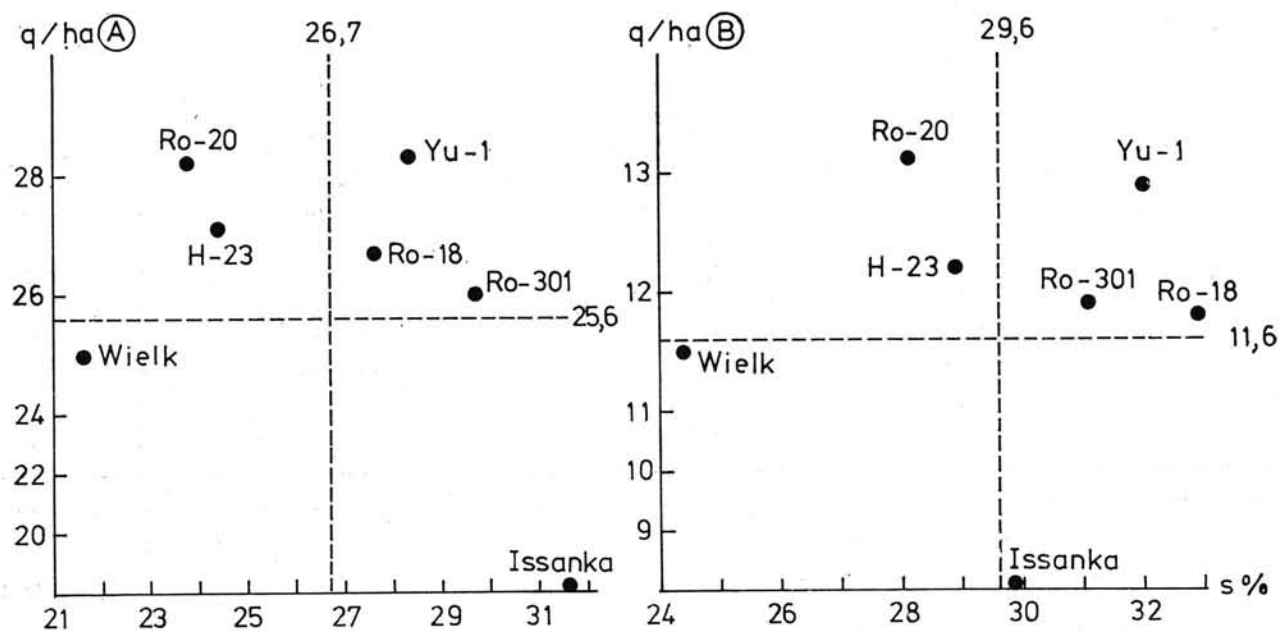 q/ha A
26,7
Ro-20
Yu-1
28
H-23
Ro-18
Ro-301
26
25,6
Wielk
24
22
20
Issanka
21 23 25 27 29 31
q/ha B
29,6
Ro-20
Yu-1
13
H-23
Ro-301
Ro-18
12
11,6
Wielk
11
10
9
Issanka
24 26 28 30 32
s %